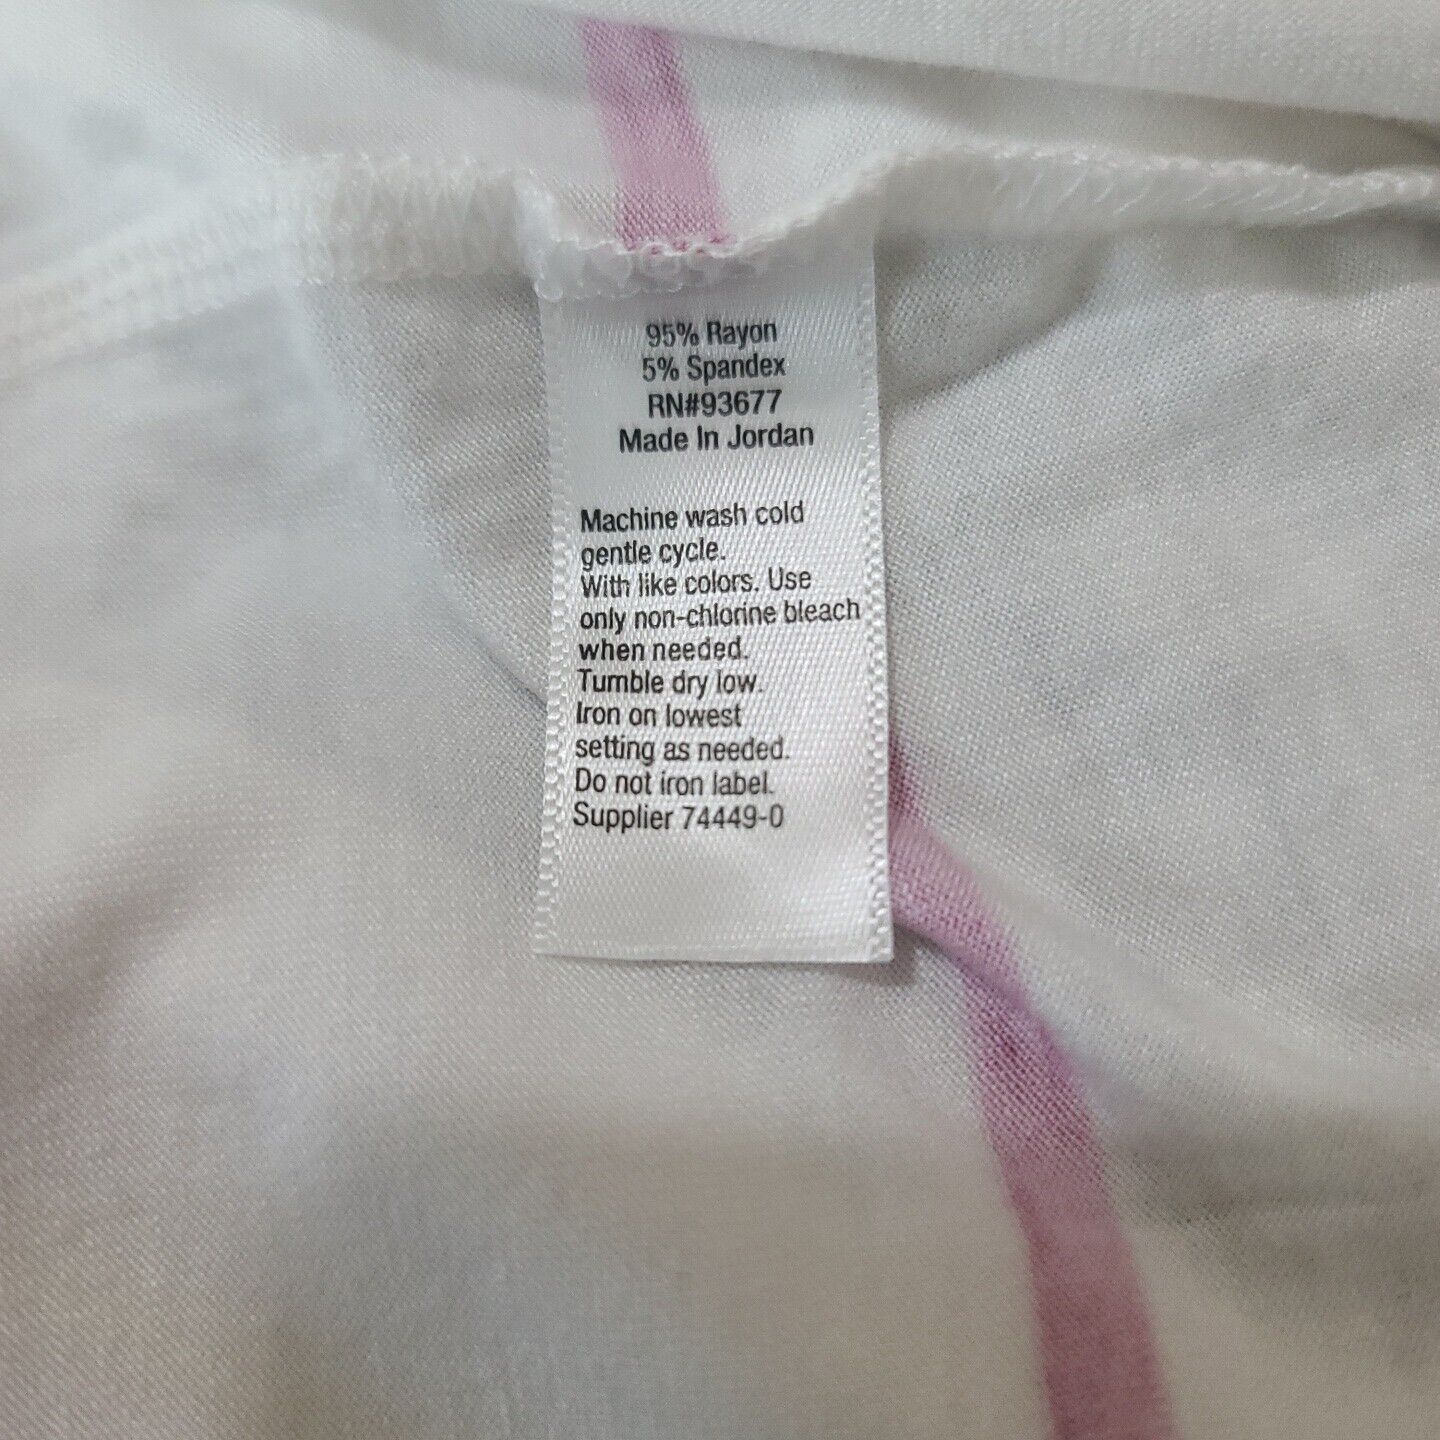 95% Rayon
5% Spandex
RN#93677
Made In Jordan
Machine wash cold
gentle cycle.
With like colors. Use
only non-chlorine bleach
when needed.
Tumble dry low.
Iron on lowest
setting as needed.
Do not iron label.
Supplier 74449-0